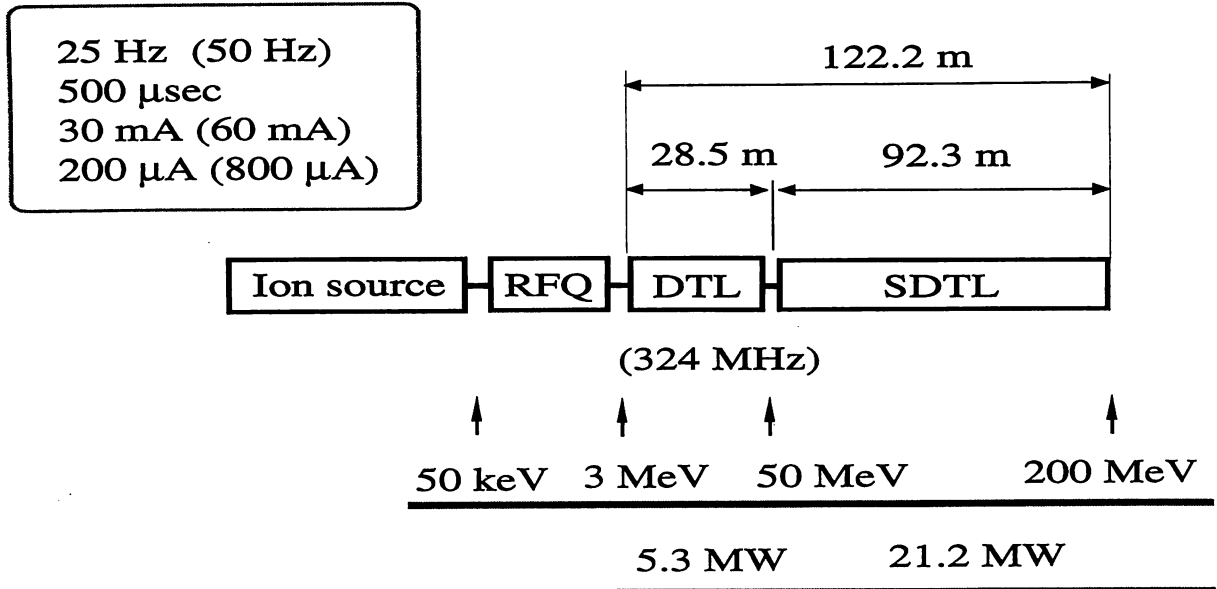 25 Hz (50 Hz)
500 μsec
30 mA (60 mA)
200 μA (800 μA)
122.2 m
28.5 m
92.3 m
Ion source
RFQ
DTL
SDTL
(324 MHz)
50 keV 3 MeV 50 MeV 200 MeV
5.3 MW 21.2 MW